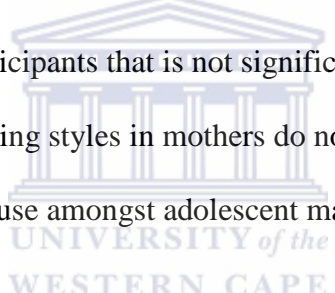 icipants that is not signific
ing styles in mothers do no
use amongst adolescent ma
UNIVERSITY of the
WESTERN CAPE